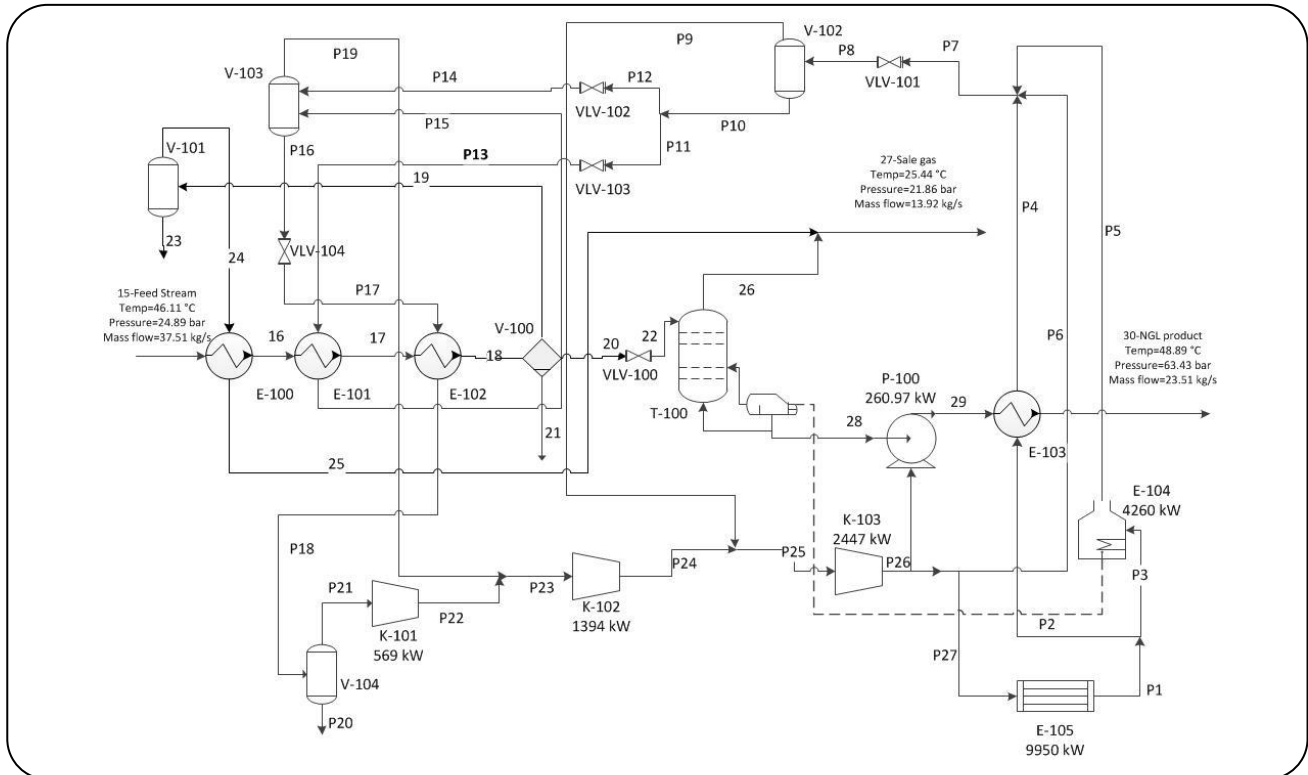 P9
V-102
P19
P8
P7
V-103
P14
P12
VLV-101
VLV-102
P15
P10
V-101
P16
P13
P11
27-Sale gas
Temp=25.44 °C
Pressure=21.86 bar
Mass flow=13.92 kg/s
19
VLV-103
P4
P5
23
24
VLV-104
15-Feed Stream
Temp=46.11 °C
Pressure=24.89 bar
Mass flow=37.51 kg/s
P17
26
V-100
P6
30-NGL product
Temp=48.89 °C
Pressure=63.43 bar
Mass flow=23.51 kg/s
16
17
18
20
22
VLV-100
E-100
E-101
E-102
P-100
260.97 kW
T-100
29
28
21
E-103
25
E-104
4260 kW
K-103
2447 kW
P18
P24
P25
P26
P3
P21
P23
K-102
1394 kW
P22
K-101
569 kW
P2
P27
V-104
P1
P20
E-105
9950 kW